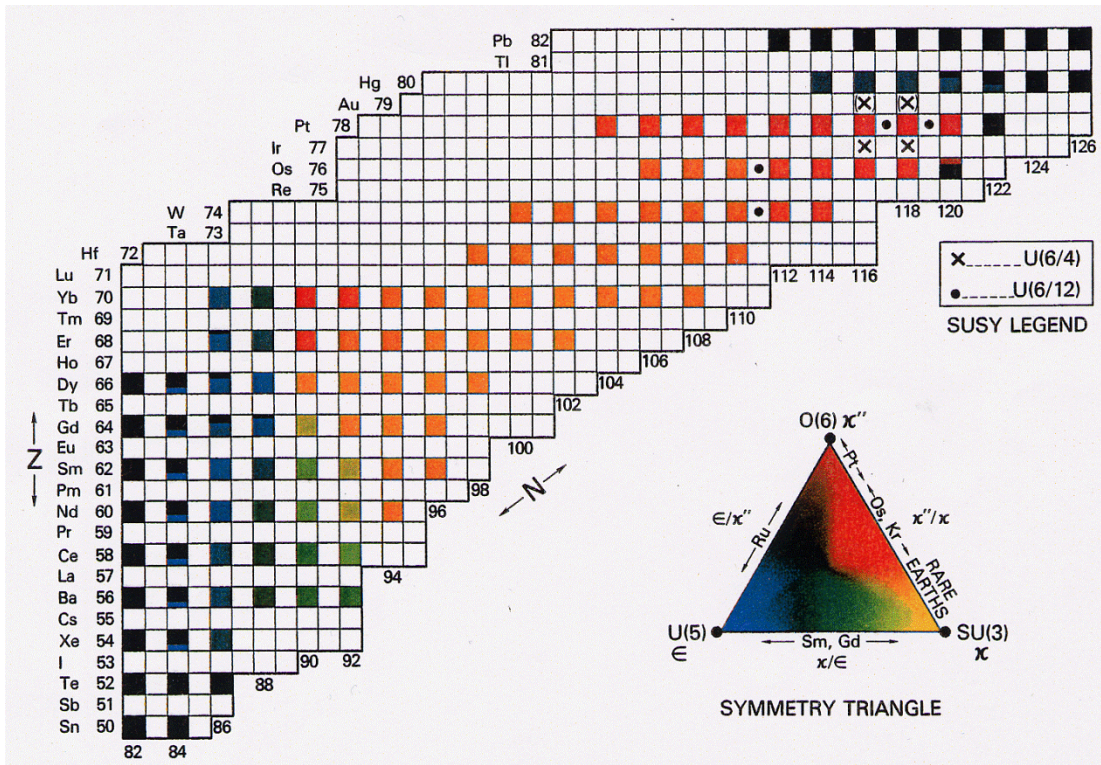 Pb 82
Tl 81
Hg 80
Au 79
Pt 78
Ir 77
Os 76
Re 75
W 74
Ta 73
Hf 72
Lu 71
Yb 70
Tm 69
Er 68
Ho 67
Dy 66
Tb 65
Gd 64
Eu 63
Sm 62
Pm 61
Nd 60
Pr 59
Ce 58
La 57
Ba 56
Cs 55
Xe 54
I 53
Te 52
Sb 51
Sn 50
82
84
86
88
90
92
94
96
98
100
102
104
106
108
110
112
114
116
118
120
122
124
126
Z
N
×------U(6/4)
•------U(6/12)
SUSY LEGEND
O(6) ϰ''
Pt
Os, Kr
RARE EARTHS
ϰ''/ϰ
∈/ϰ''
Ru
U(5)
∈
Sm, Gd
ϰ/∈
SU(3)
ϰ
SYMMETRY TRIANGLE